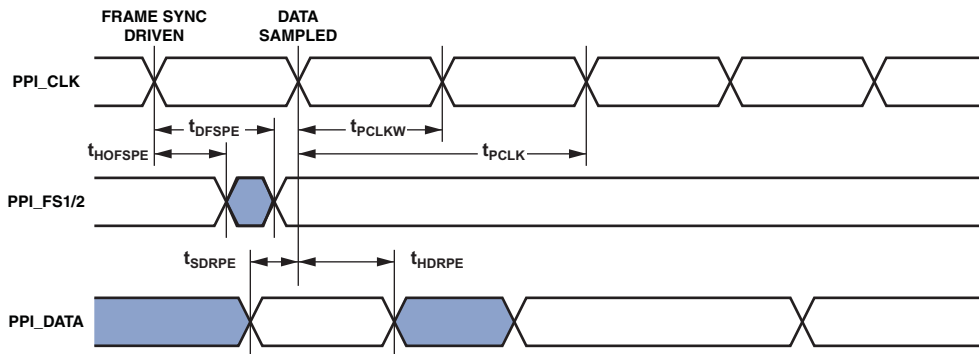 FRAME SYNC
DRIVEN
DATA
SAMPLED
PPI_CLK
tDFSPE
tPCLKW
tHOFSPE
tPCLK
PPI_FS1/2
tSDRPE
tHDRPE
PPI_DATA